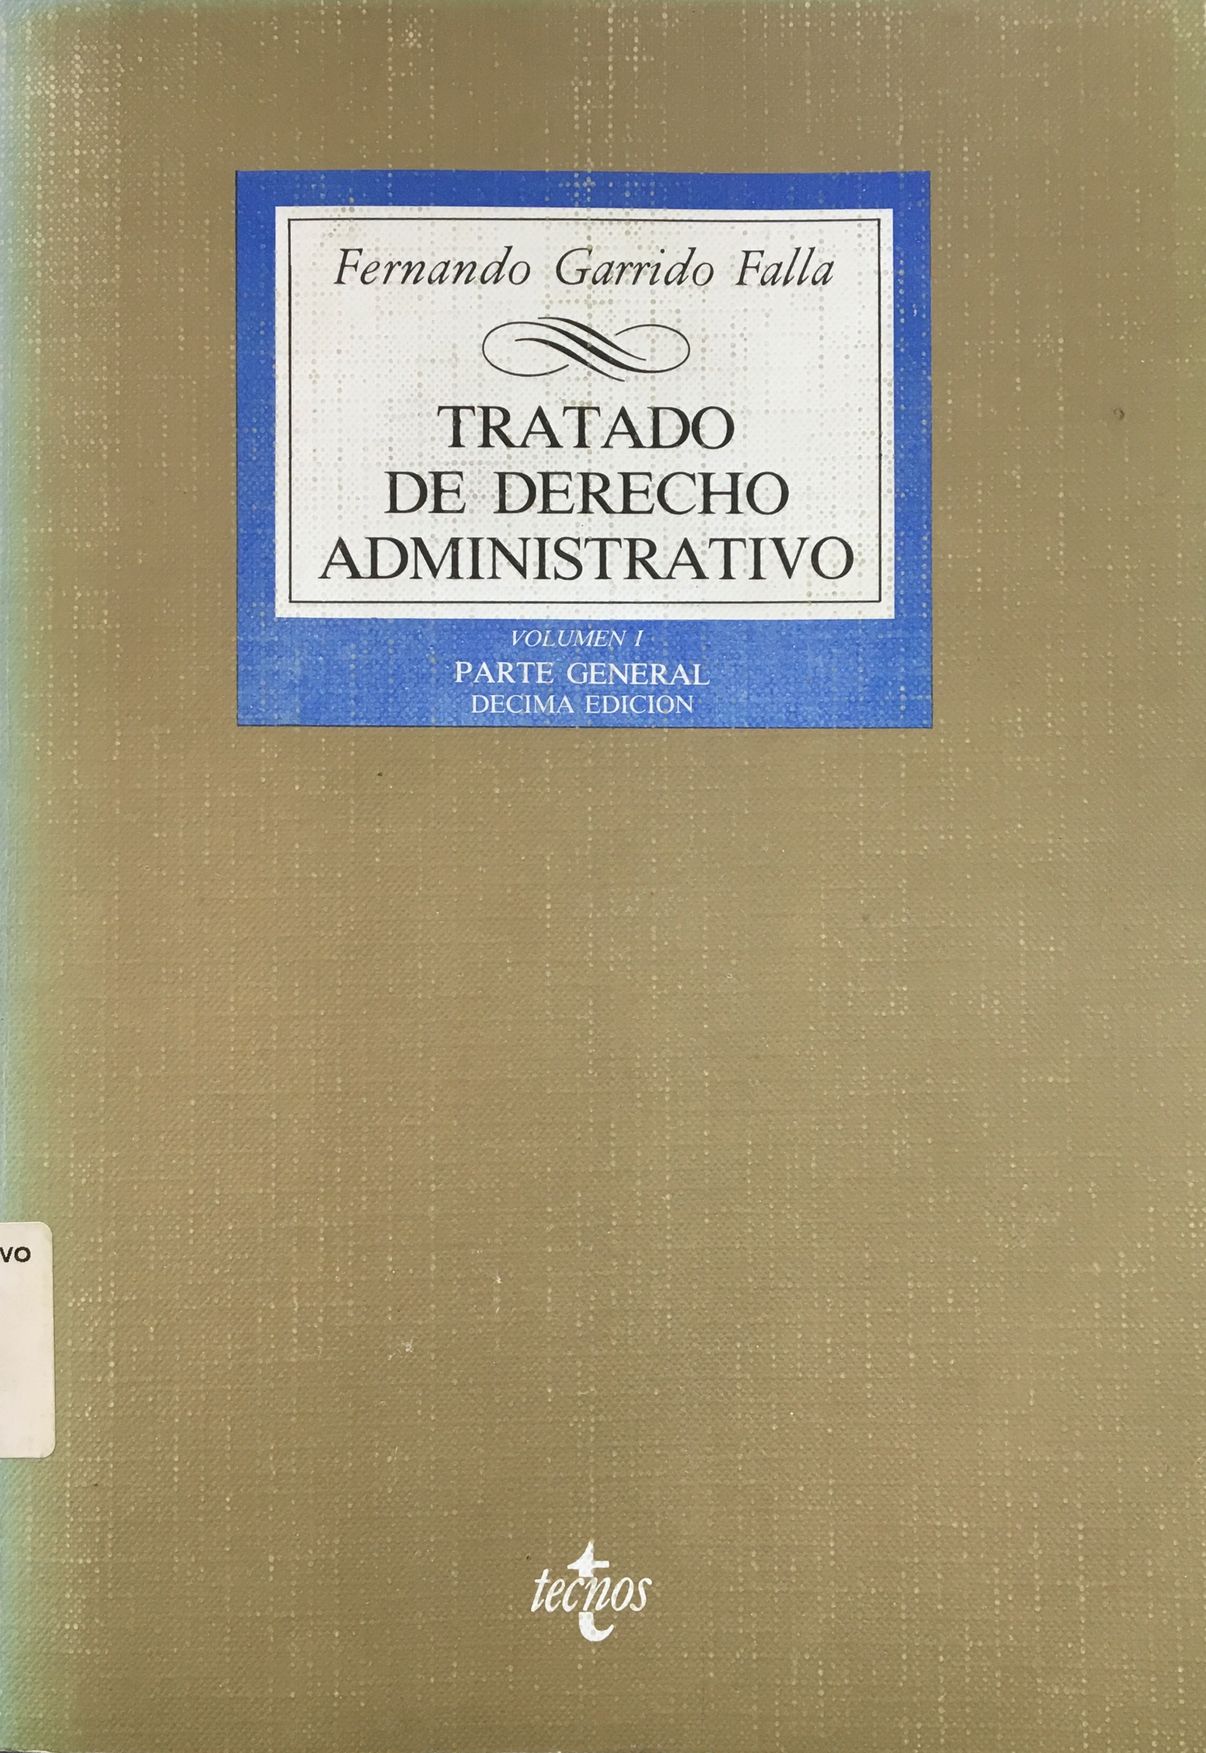 Fernando Garrido Falla
TRATADO
DE DERECHO
ADMINISTRATIVO
VOLUMEN I
PARTE GENERAL
DECIMA EDICION
VO
tecnos